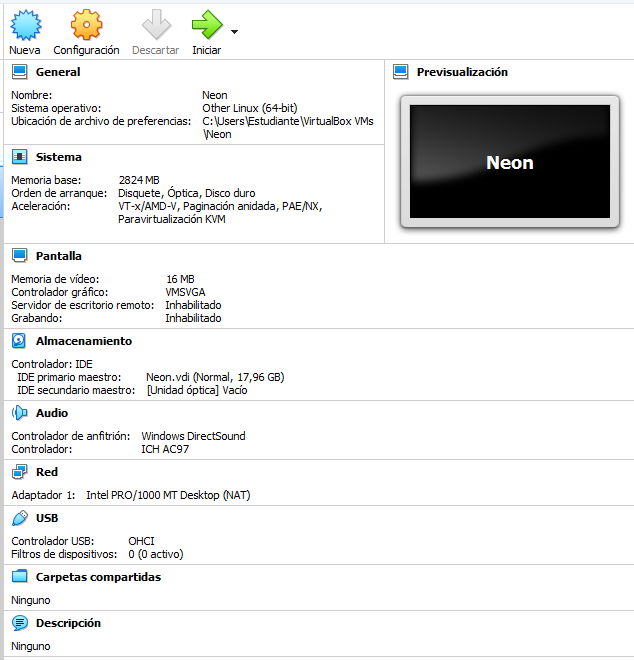 Nueva Configuración Descartar Iniciar
General
Nombre: Neon
Sistema operativo: Other Linux (64-bit)
Ubicación de archivo de preferencias: C:\Users\Estudiante\VirtualBox VMs
\Neon
Previsualización
Neon
Sistema
Memoria base: 2824 MB
Orden de arranque: Disquete, Óptica, Disco duro
Aceleración: VT-x/AMD-V, Paginación anidada, PAE/NX,
Paravirtualización KVM
Pantalla
Memoria de vídeo: 16 MB
Controlador gráfico: VMSVGA
Servidor de escritorio remoto: Inhabilitado
Grabando: Inhabilitado
Almacenamiento
Controlador: IDE
IDE primario maestro: Neon.vdi (Normal, 17,96 GB)
IDE secundario maestro: [Unidad óptica] Vacío
Audio
Controlador de anfitrión: Windows DirectSound
Controlador: ICH AC97
Red
Adaptador 1: Intel PRO/1000 MT Desktop (NAT)
USB
Controlador USB: OHCI
Filtros de dispositivos: 0 (0 activo)
Carpetas compartidas
Ninguno
Descripción
Ninguno